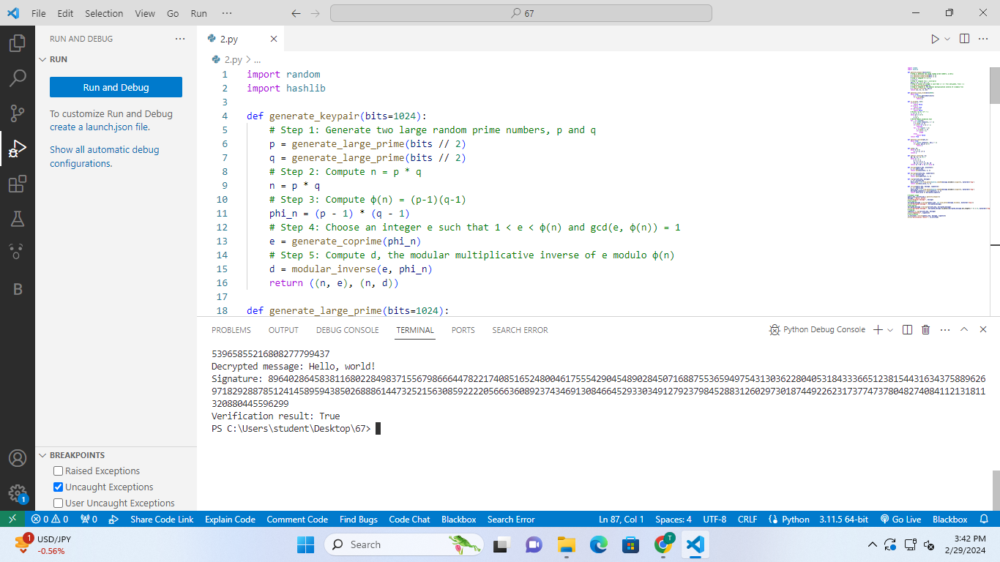 File Edit Selection View Go Run ···
67
RUN AND DEBUG ···
RUN
Run and Debug
To customize Run and Debug
create a launch.json file.
Show all automatic debug
configurations.
2.py
2.py > ...
1 import random
2 import hashlib
3
4 def generate_keypair(bits=1024):
5 # Step 1: Generate two large random prime numbers, p and q
6 p = generate_large_prime(bits // 2)
7 q = generate_large_prime(bits // 2)
8 # Step 2: Compute n = p * q
9 n = p * q
10 # Step 3: Compute φ(n) = (p-1)(q-1)
11 phi_n = (p - 1) * (q - 1)
12 # Step 4: Choose an integer e such that 1 < e < φ(n) and gcd(e, φ(n)) = 1
13 e = generate_coprime(phi_n)
14 # Step 5: Compute d, the modular multiplicative inverse of e modulo φ(n)
15 d = modular_inverse(e, phi_n)
16 return ((n, e), (n, d))
17
18 def generate_large_prime(bits=1024):
PROBLEMS OUTPUT DEBUG CONSOLE TERMINAL PORTS SEARCH ERROR
Python Debug Console
53965855216808277799437
Decrypted message: Hello, world!
Signature: 89640286458381168022849837155679866644782217408516524800461755542904548902845071688755365949754313036228040531843336651238154431634375889626
9718292887851241458959438502688861447325215630859222205666360892374346913084664529330349127923798452883126029730187449226231737747378048274084112131811
320880445596299
Verification result: True
PS C:\Users\student\Desktop\67>
BREAKPOINTS
Raised Exceptions
Uncaught Exceptions
User Uncaught Exceptions
1
0 0 0 Share Code Link Explain Code Comment Code Find Bugs Code Chat Blackbox Search Error Ln 87, Col 1 Spaces: 4 UTF-8 CRLF Python 3.11.5 64-bit Go Live Blackbox
1
USD/JPY
-0.56%
Search
T
3:42 PM
2/29/2024